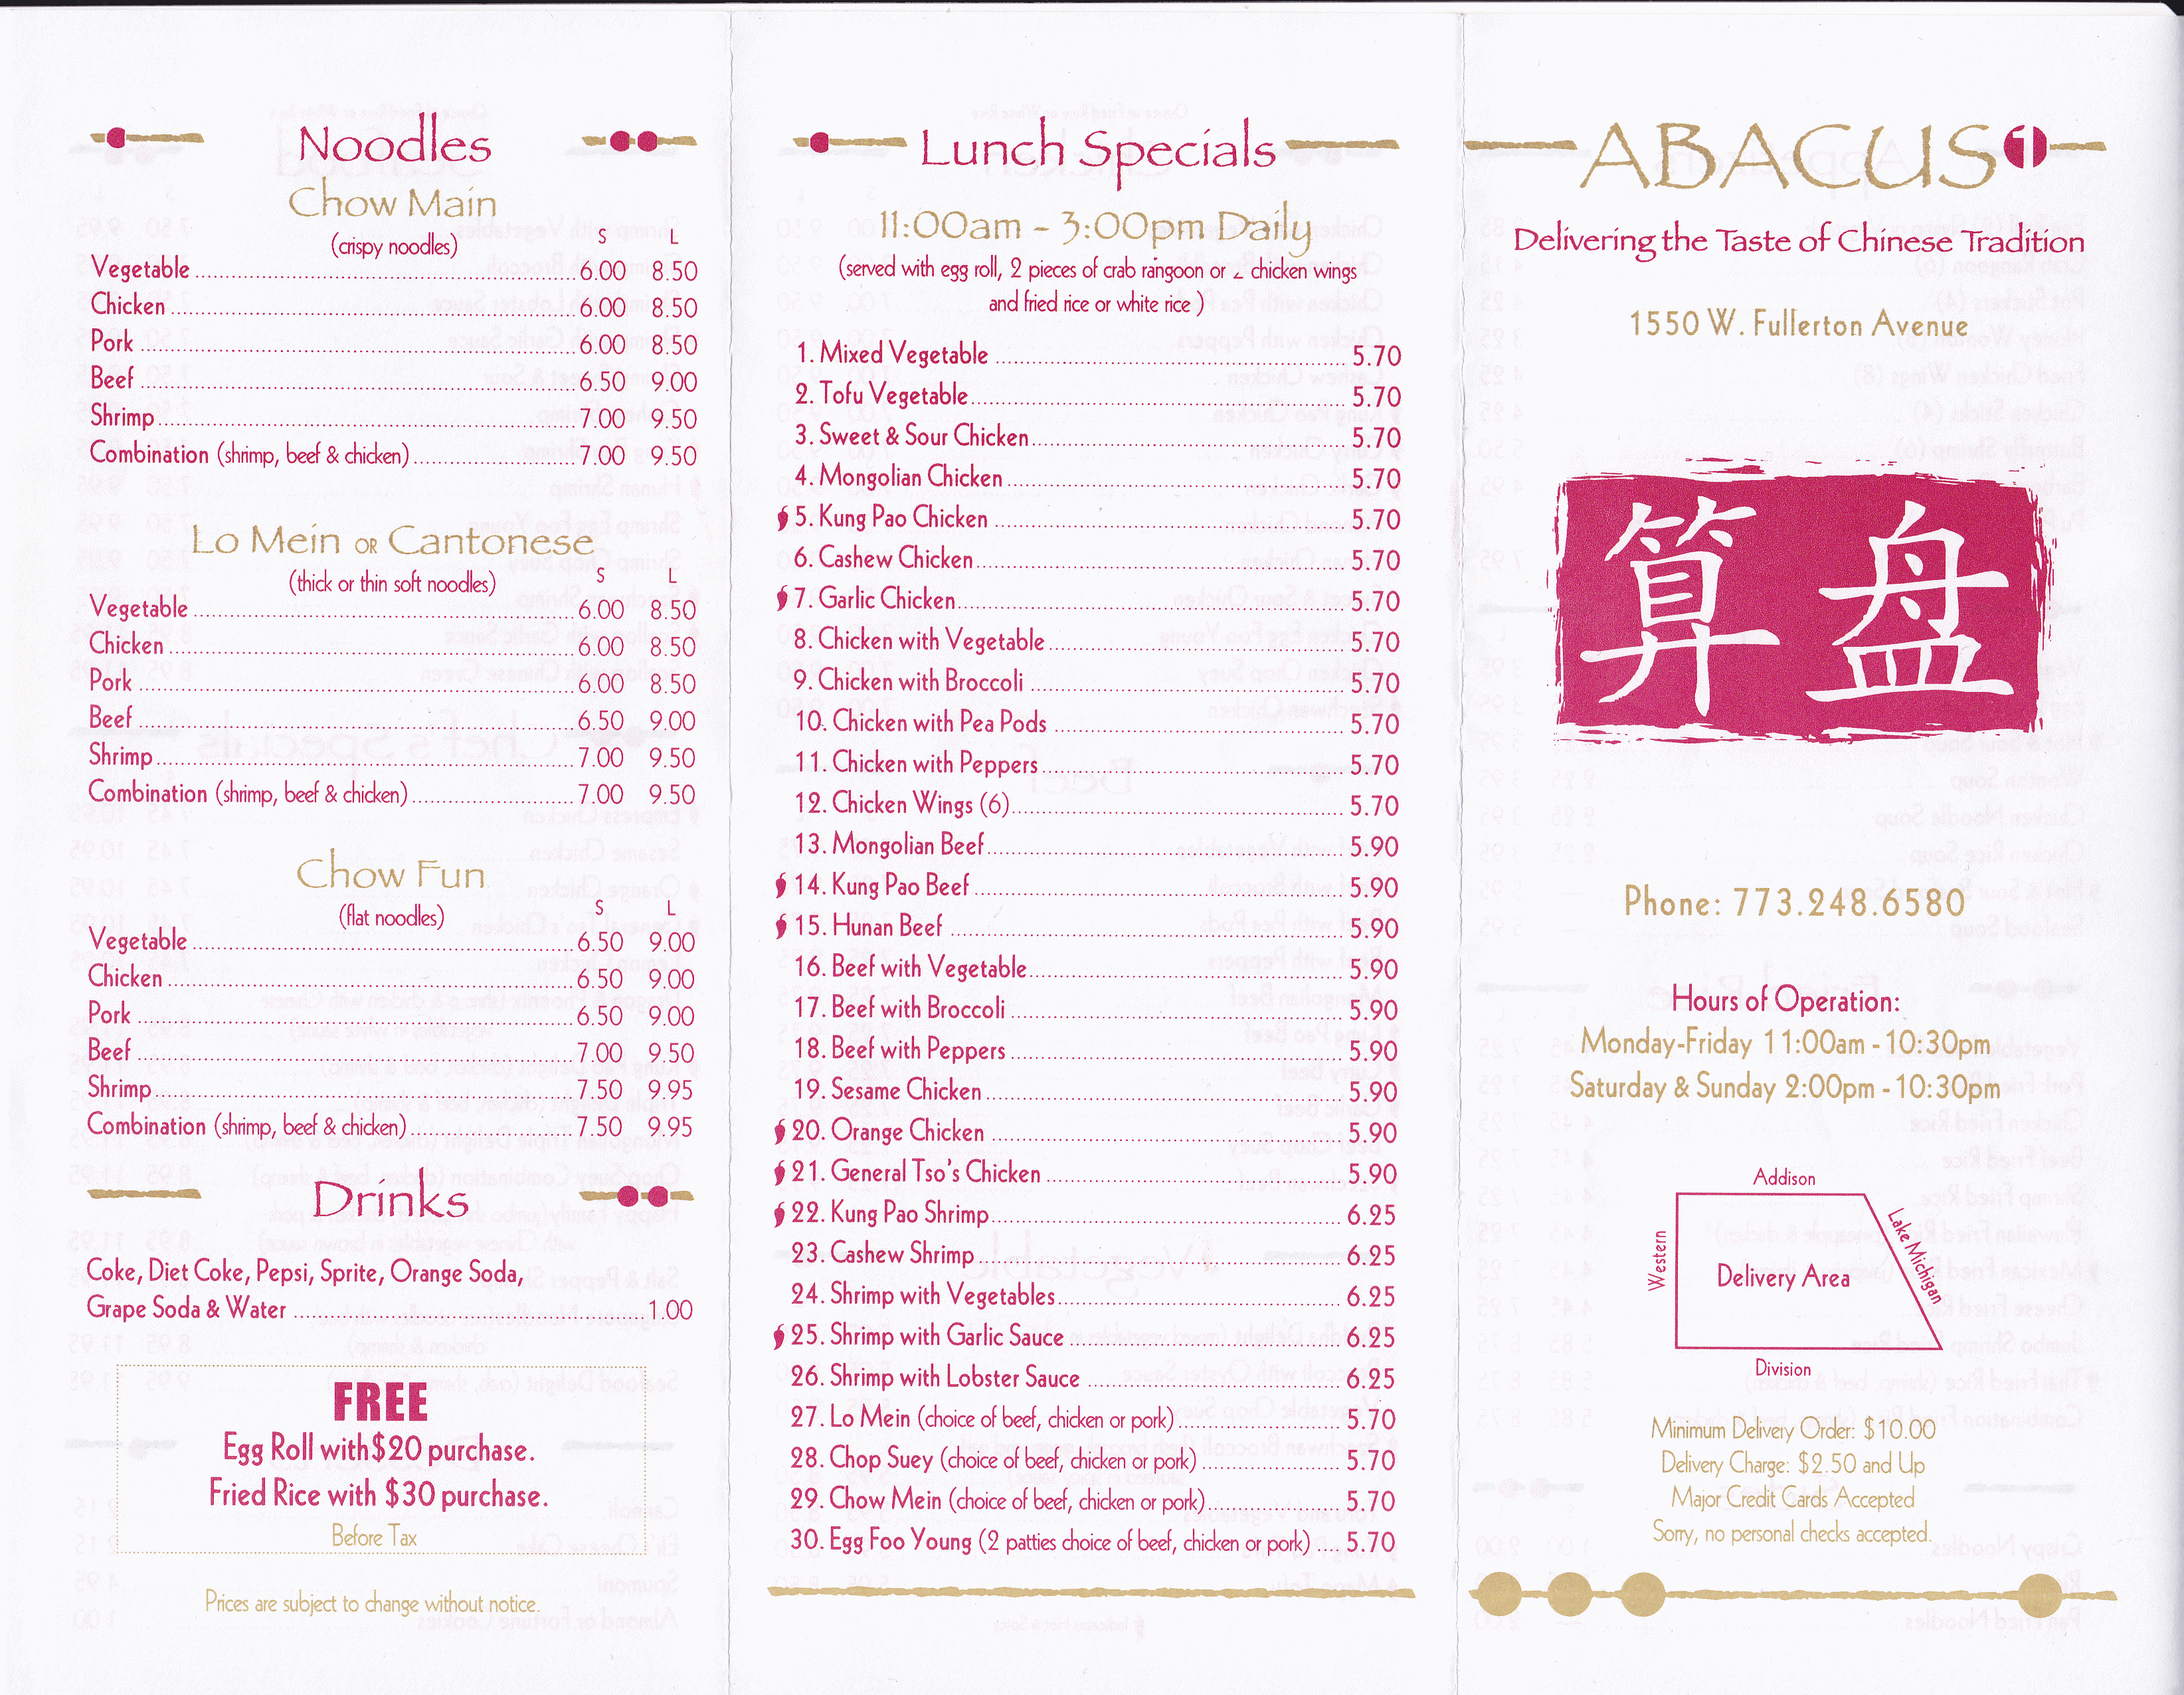 Noodles
Chow Main
(crispy noodles) S L
Vegetable 6.00 8.50
Chicken 6.00 8.50
Pork 6.00 8.50
Beef 6.50 9.00
Shrimp 7.00 9.50
Combination (shrimp, beef & chicken) 7.00 9.50
Lo Mein OR Cantonese
(thick or thin soft noodles) S L
Vegetable 6.00 8.50
Chicken 6.00 8.50
Pork 6.00 8.50
Beef 6.50 9.00
Shrimp 7.00 9.50
Combination (shrimp, beef & chicken) 7.00 9.50
Chow Fun
(flat noodles) S L
Vegetable 6.50 9.00
Chicken 6.50 9.00
Pork 6.50 9.00
Beef 7.00 9.50
Shrimp 7.50 9.95
Combination (shrimp, beef & chicken) 7.50 9.95
Drinks
Coke, Diet Coke, Pepsi, Sprite, Orange Soda,
Grape Soda & Water 1.00
FREE
Egg Roll with $20 purchase.
Fried Rice with $30 purchase.
Before Tax
Prices are subject to change without notice.
Lunch Specials
11:00am - 3:00pm Daily
(served with egg roll, 2 pieces of crab rangoon or 2 chicken wings
and fried rice or white rice )
1. Mixed Vegetable 5.70
2. Tofu Vegetable 5.70
3. Sweet & Sour Chicken 5.70
4. Mongolian Chicken 5.70
5. Kung Pao Chicken 5.70
6. Cashew Chicken 5.70
7. Garlic Chicken 5.70
8. Chicken with Vegetable 5.70
9. Chicken with Broccoli 5.70
10. Chicken with Pea Pods 5.70
11. Chicken with Peppers 5.70
12. Chicken Wings (6) 5.70
13. Mongolian Beef 5.90
14. Kung Pao Beef 5.90
15. Hunan Beef 5.90
16. Beef with Vegetable 5.90
17. Beef with Broccoli 5.90
18. Beef with Peppers 5.90
19. Sesame Chicken 5.90
20. Orange Chicken 5.90
21. General Tso's Chicken 5.90
22. Kung Pao Shrimp 6.25
23. Cashew Shrimp 6.25
24. Shrimp with Vegetables 6.25
25. Shrimp with Garlic Sauce 6.25
26. Shrimp with Lobster Sauce 6.25
27. Lo Mein (choice of beef, chicken or pork) 5.70
28. Chop Suey (choice of beef, chicken or pork) 5.70
29. Chow Mein (choice of beef, chicken or pork) 5.70
30. Egg Foo Young (2 patties choice of beef, chicken or pork) 5.70
ABACUS 1
Delivering the Taste of Chinese Tradition
1550 W. Fullerton Avenue
算盘
Phone: 773.248.6580
Hours of Operation:
Monday-Friday 11:00am - 10:30pm
Saturday & Sunday 2:00pm - 10:30pm
Addison
Western
Delivery Area
Lake Michigan
Division
Minimum Delivery Order: $10.00
Delivery Charge: $2.50 and Up
Major Credit Cards Accepted
Sorry, no personal checks accepted.